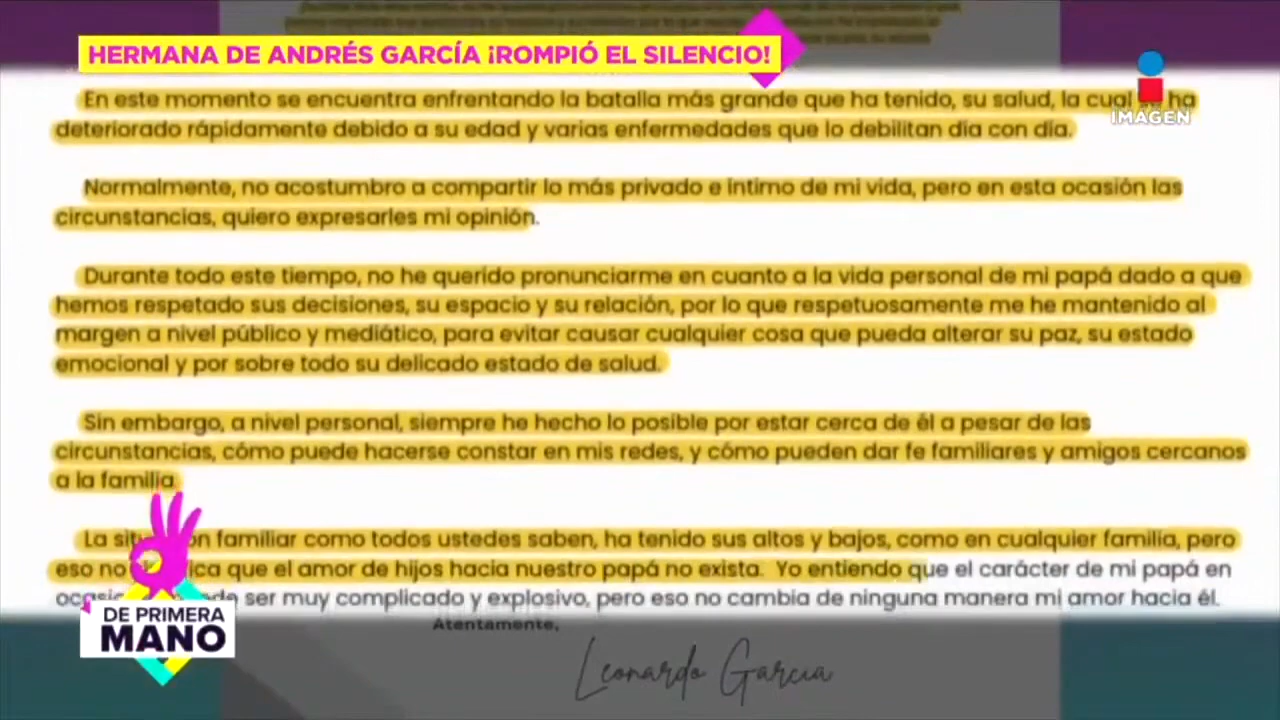 HERMANA DE ANDRÉS GARCÍA ¡ROMPIÓ EL SILENCIO!
IMAGEN
En este momento se encuentra enfrentando la batalla más grande que ha tenido, su salud, la cual se ha
deteriorado rápidamente debido a su edad y varias enfermedades que lo debilitan día con día.
Normalmente, no acostumbro a compartir lo más privado e íntimo de mi vida, pero en esta ocasión las
circunstancias, quiero expresarles mi opinión.
Durante todo este tiempo, no he querido pronunciarme en cuanto a la vida personal de mi papá dado a que
hemos respetado sus decisiones, su espacio y su relación, por lo que respetuosamente me he mantenido al
margen a nivel público y mediático, para evitar causar cualquier cosa que pueda alterar su paz, su estado
emocional y por sobre todo su delicado estado de salud.
Sin embargo, a nivel personal, siempre he hecho lo posible por estar cerca de él a pesar de las
circunstancias, cómo puede hacerse constar en mis redes, y cómo pueden dar fe familiares y amigos cercanos
a la familia.
La situación familiar como todos ustedes saben, ha tenido sus altos y bajos, como en cualquier familia, pero
eso no que el amor de hijos hacia nuestro papá no exista. Yo entiendo que el carácter de mi papá en
ser muy complicado y explosivo, pero eso no cambia de ninguna manera mi amor hacia él.
Atentamente,
Leonardo García
DE PRIMERA
MANO